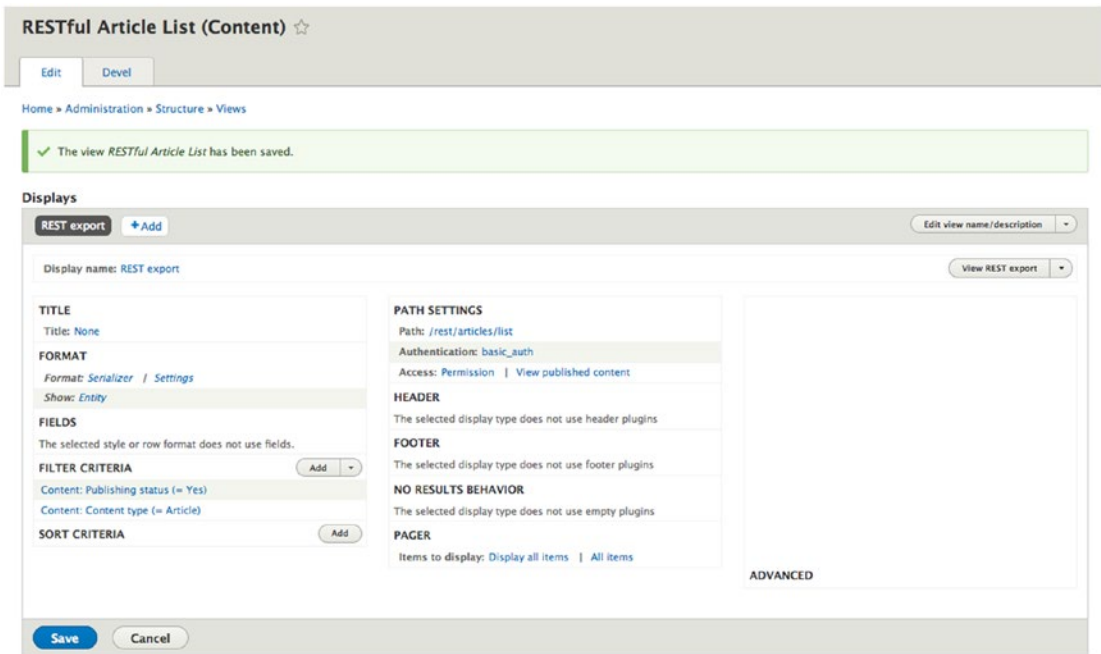 RESTful Article List (Content)
Edit Devel
Home » Administration » Structure » Views
The view RESTful Article List has been saved.
Displays
REST export +Add Edit view name/description
Display name: REST export View REST export
TITLE
Title: None
FORMAT
Format: Serializer | Settings
Show: Entity
FIELDS
The selected style or row format does not use fields.
FILTER CRITERIA Add
Content: Publishing status (= Yes)
Content: Content type (= Article)
SORT CRITERIA Add
PATH SETTINGS
Path: /rest/articles/list
Authentication: basic_auth
Access: Permission | View published content
HEADER
The selected display type does not use header plugins
FOOTER
The selected display type does not use footer plugins
NO RESULTS BEHAVIOR
The selected display type does not use empty plugins
PAGER
Items to display: Display all items | All items
ADVANCED
Save Cancel